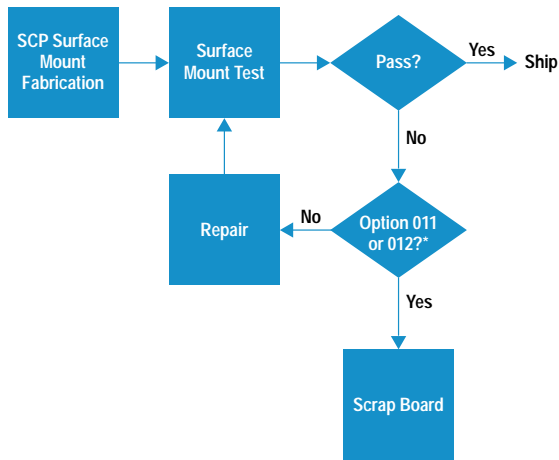 SCP Surface
Mount
Fabrication
Surface
Mount Test
Pass?
Yes
Ship
No
Repair
No
Option 011
or 012?*
Yes
Scrap Board